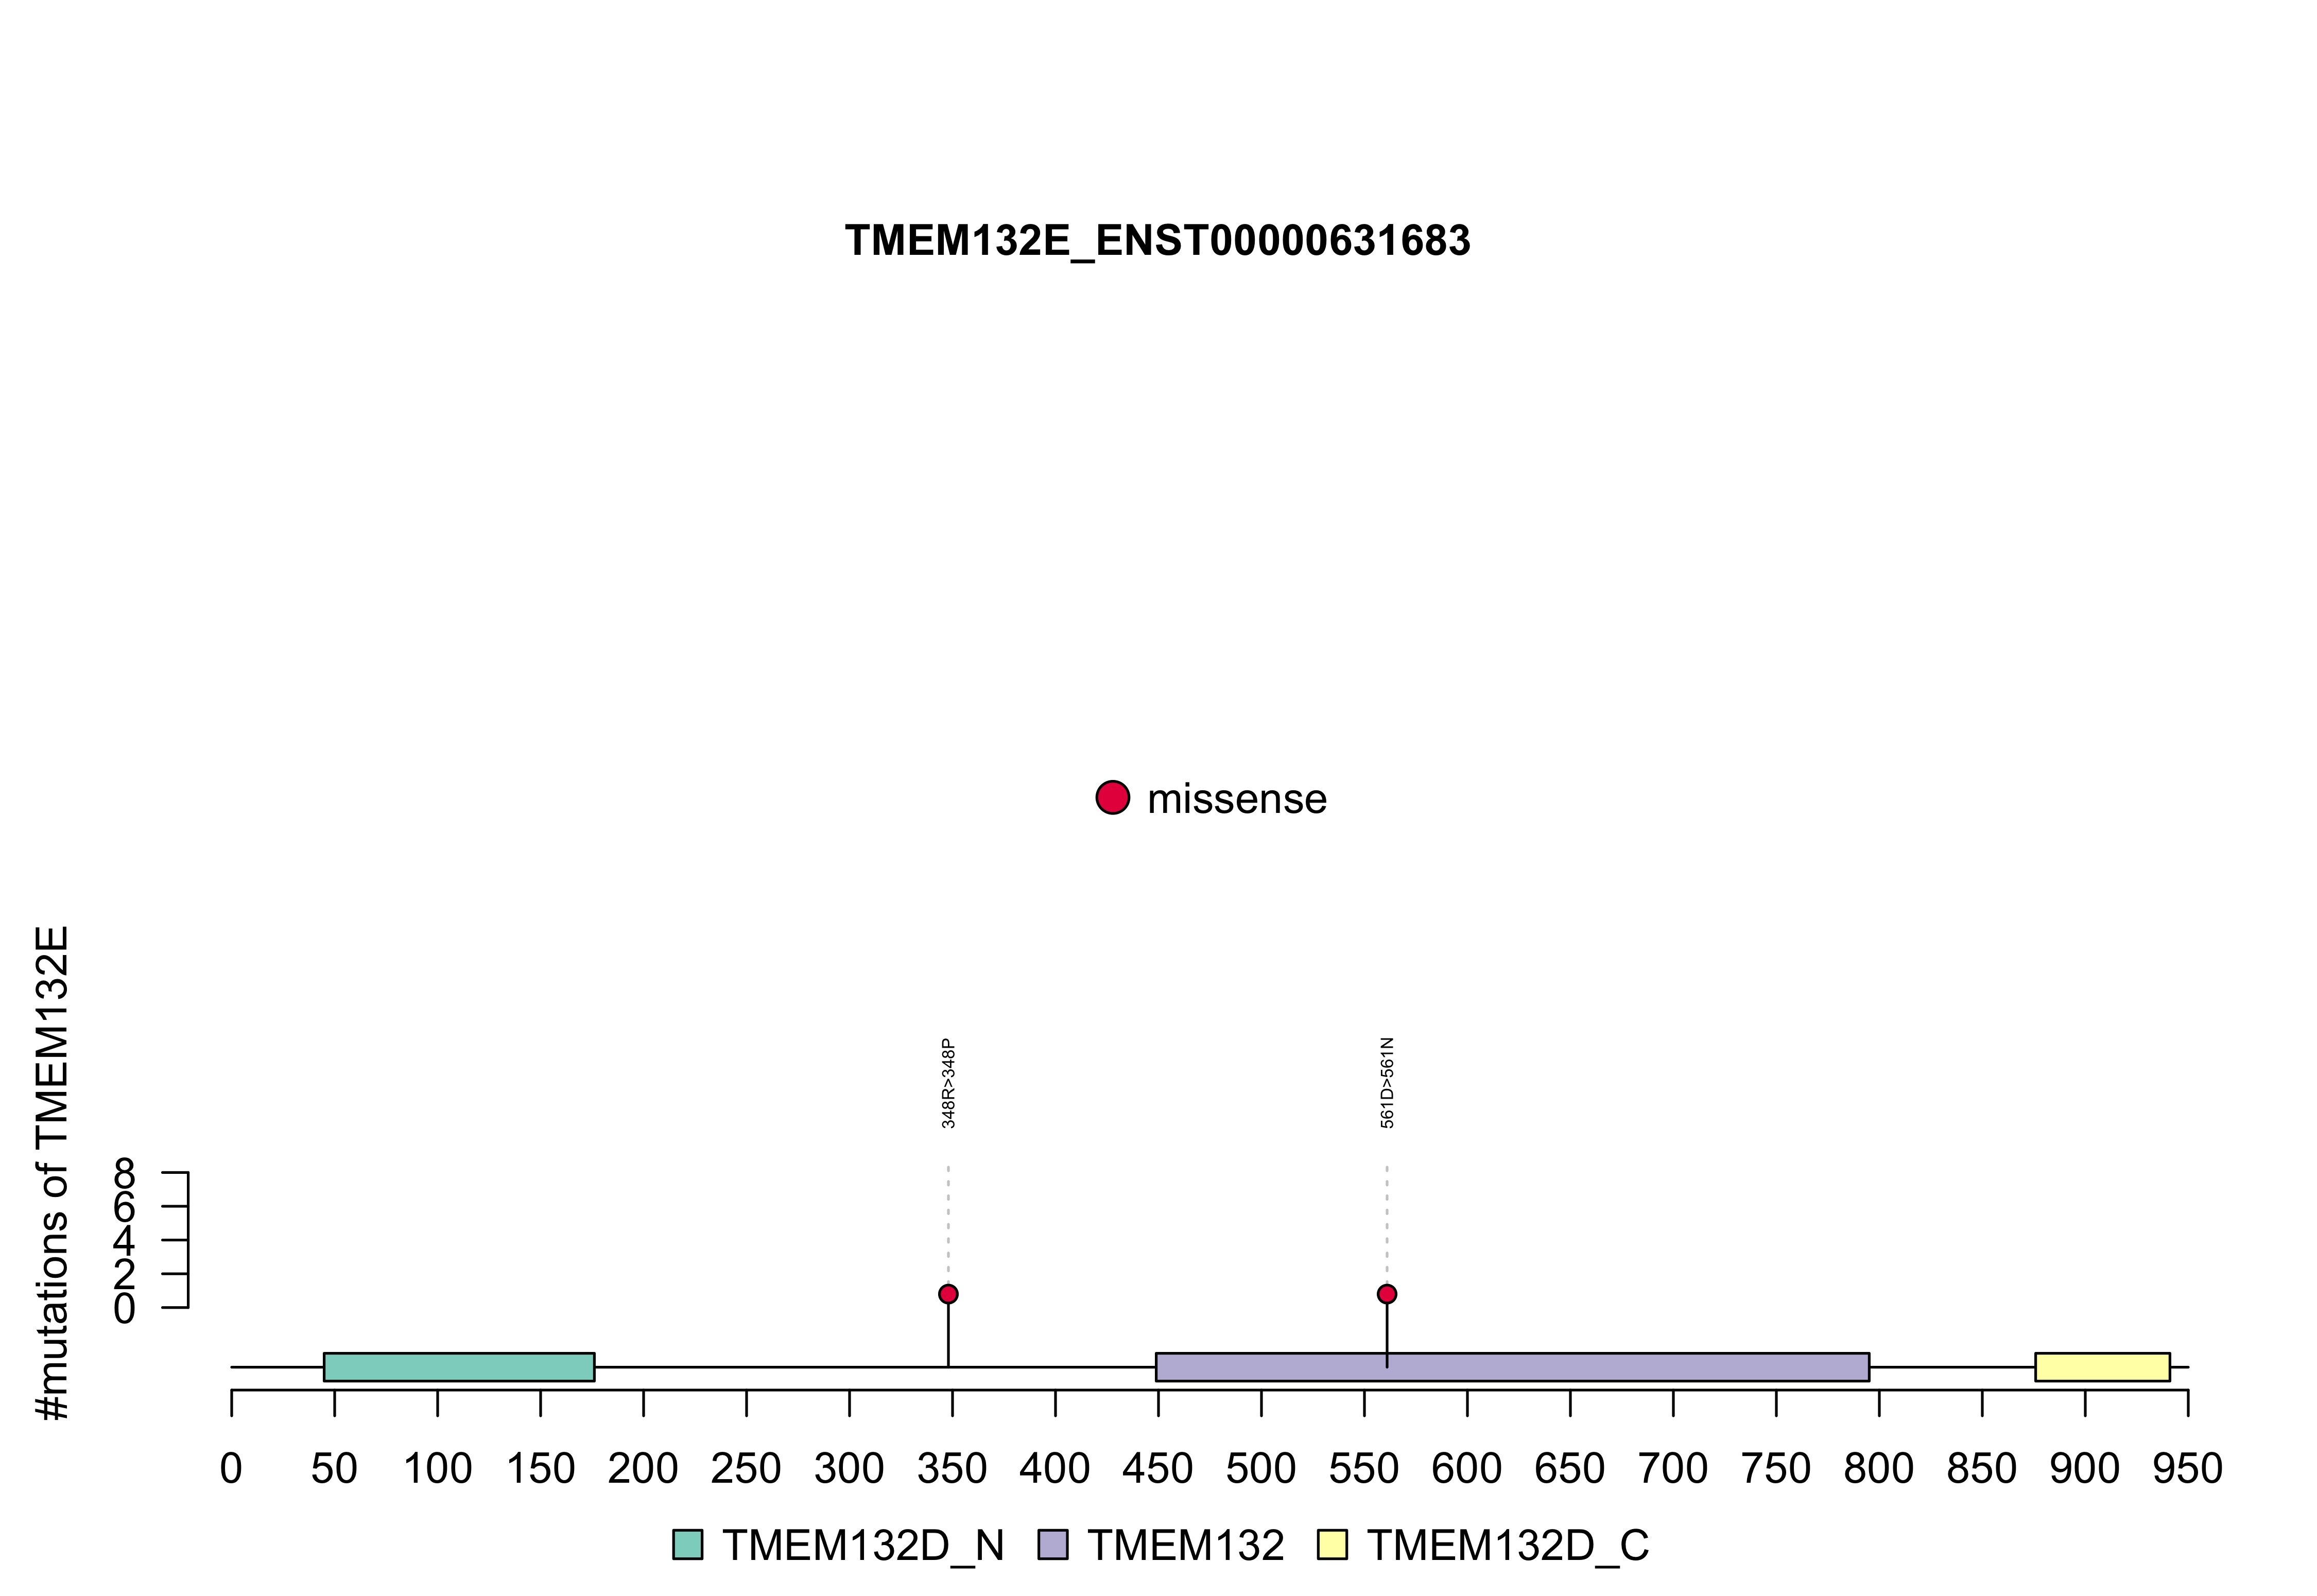 TMEM132E_ENST00000631683
missense
#mutations of TMEM132E
348R>348P
561D>561N
8
6
4
2
0
0 50 100 150 200 250 300 350 400 450 500 550 600 650 700 750 800 850 900 950
TMEM132D_N TMEM132 TMEM132D_C